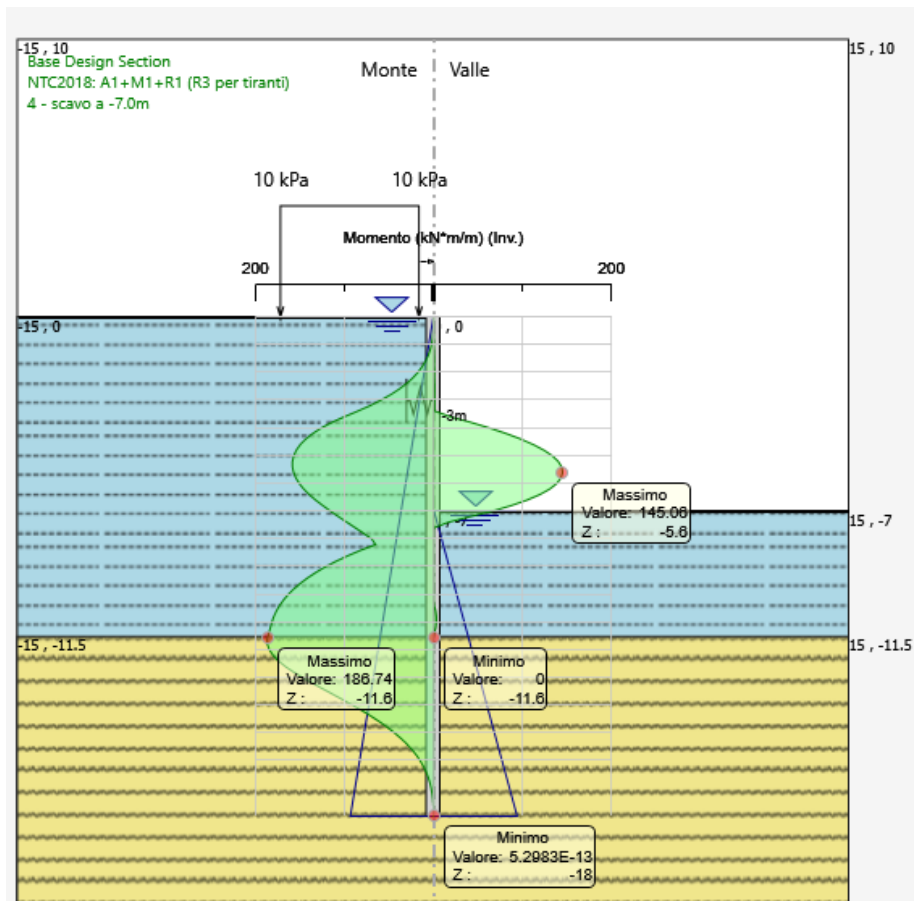 -15 , 10
15 , 10
Base Design Section
NTC2018: A1+M1+R1 (R3 per tiranti)
4 - scavo a -7.0m
Monte
Valle
10 kPa
10 kPa
Momento (kN*m/m) (Inv.)
200
200
-15 , 0
, 0
-3m
Massimo
Valore: 145.06
Z : -5.6
15 , -7
-15 , -11.5
15 , -11.5
Massimo
Valore: 186.74
Z : -11.6
Minimo
Valore: 0
Z : -11.6
Minimo
Valore: 5.2983E-13
Z : -18